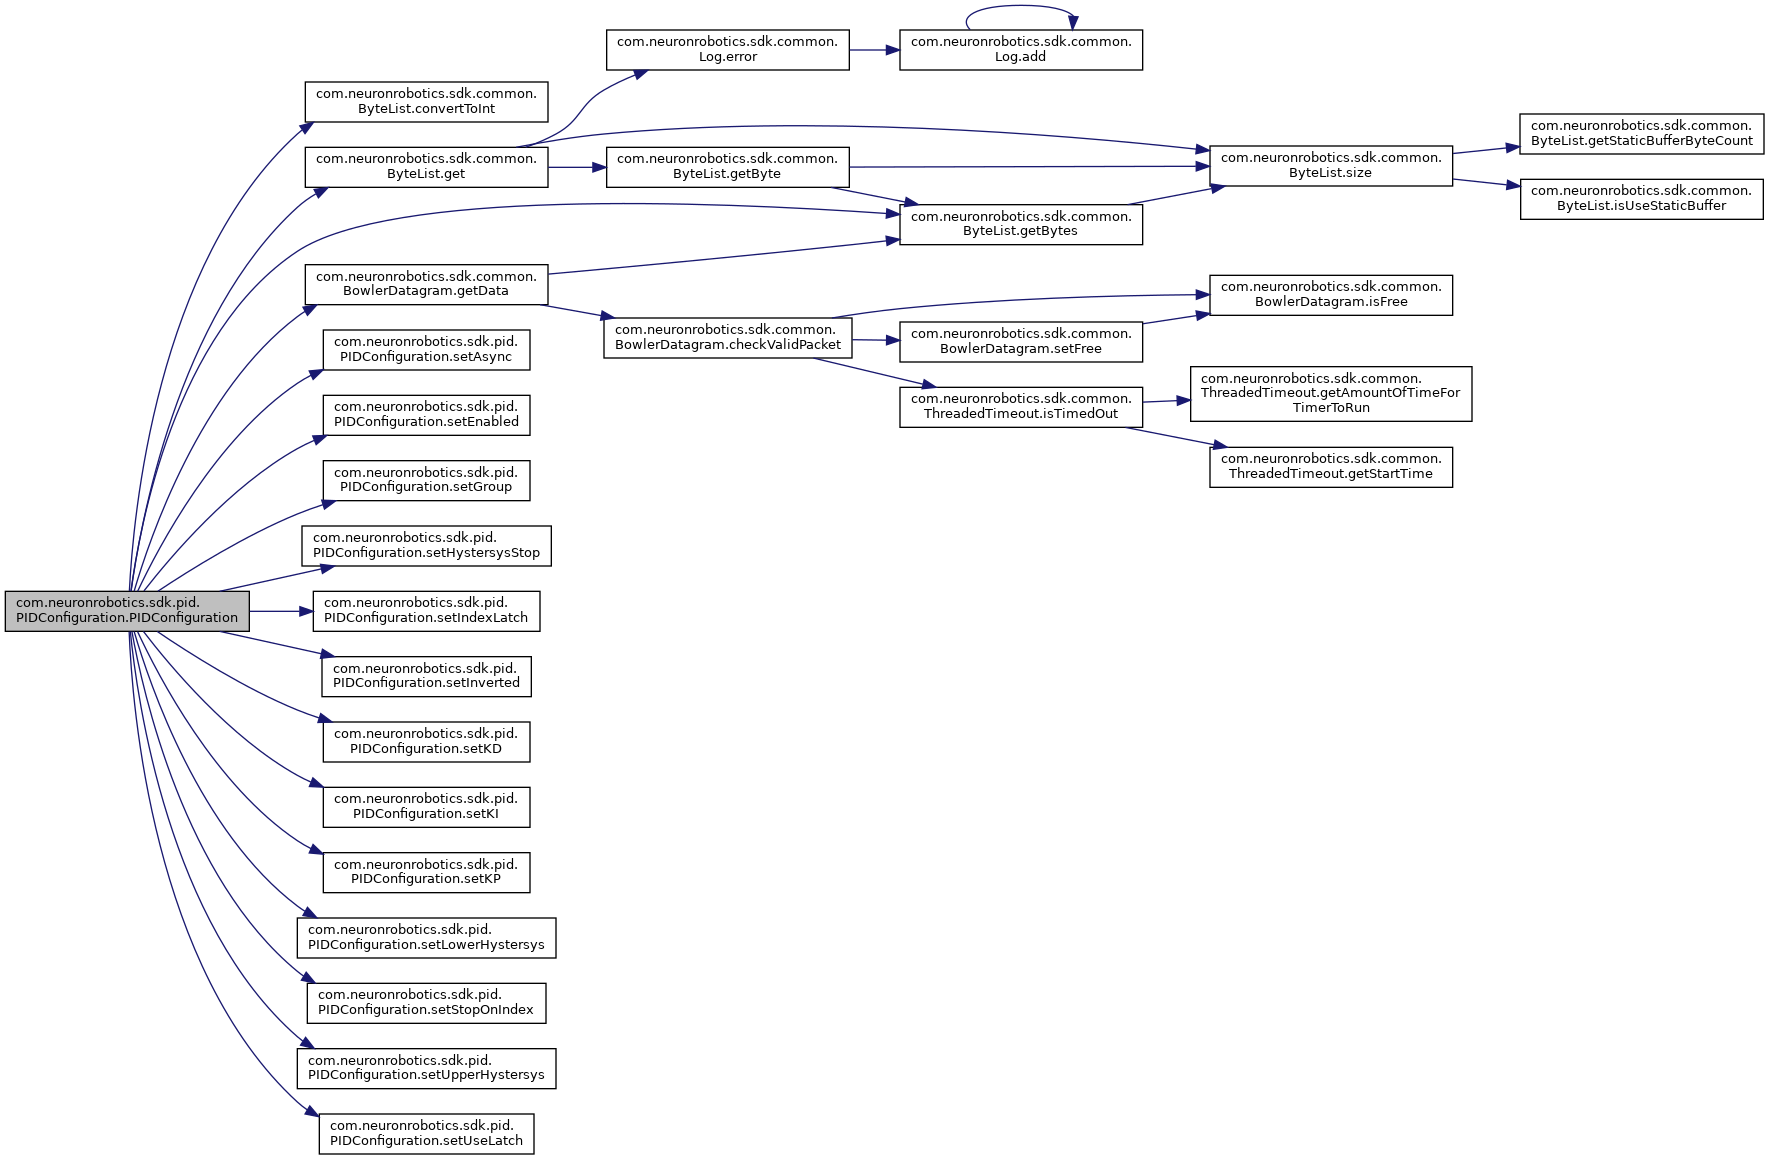 com.neuronrobotics.sdk.common.
Log.error
com.neuronrobotics.sdk.common.
Log.add
com.neuronrobotics.sdk.common.
ByteList.convertToInt
com.neuronrobotics.sdk.common.
ByteList.getStaticBufferByteCount
com.neuronrobotics.sdk.common.
ByteList.get
com.neuronrobotics.sdk.common.
ByteList.getByte
com.neuronrobotics.sdk.common.
ByteList.size
com.neuronrobotics.sdk.common.
ByteList.isUseStaticBuffer
com.neuronrobotics.sdk.common.
ByteList.getBytes
com.neuronrobotics.sdk.common.
BowlerDatagram.getData
com.neuronrobotics.sdk.common.
BowlerDatagram.isFree
com.neuronrobotics.sdk.common.
BowlerDatagram.checkValidPacket
com.neuronrobotics.sdk.common.
BowlerDatagram.setFree
com.neuronrobotics.sdk.pid.
PIDConfiguration.setAsync
com.neuronrobotics.sdk.common.
ThreadedTimeout.getAmountOfTimeFor
TimerToRun
com.neuronrobotics.sdk.common.
ThreadedTimeout.isTimedOut
com.neuronrobotics.sdk.pid.
PIDConfiguration.setEnabled
com.neuronrobotics.sdk.common.
ThreadedTimeout.getStartTime
com.neuronrobotics.sdk.pid.
PIDConfiguration.setGroup
com.neuronrobotics.sdk.pid.
PIDConfiguration.setHystersysStop
com.neuronrobotics.sdk.pid.
PIDConfiguration.PIDConfiguration
com.neuronrobotics.sdk.pid.
PIDConfiguration.setIndexLatch
com.neuronrobotics.sdk.pid.
PIDConfiguration.setInverted
com.neuronrobotics.sdk.pid.
PIDConfiguration.setKD
com.neuronrobotics.sdk.pid.
PIDConfiguration.setKI
com.neuronrobotics.sdk.pid.
PIDConfiguration.setKP
com.neuronrobotics.sdk.pid.
PIDConfiguration.setLowerHystersys
com.neuronrobotics.sdk.pid.
PIDConfiguration.setStopOnIndex
com.neuronrobotics.sdk.pid.
PIDConfiguration.setUpperHystersys
com.neuronrobotics.sdk.pid.
PIDConfiguration.setUseLatch